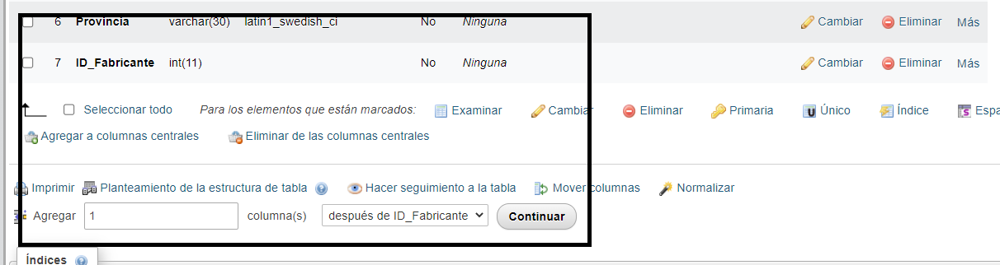 6 Provincia varchar(30) latin1_swedish_ci No Ninguna Cambiar Eliminar Más
7 ID_Fabricante int(11) No Ninguna Cambiar Eliminar Más
Seleccionar todo Para los elementos que están marcados: Examinar Cambiar Eliminar Primaria Único Índice Espa
Agregar a columnas centrales Eliminar de las columnas centrales
Imprimir Planteamiento de la estructura de tabla Hacer seguimiento a la tabla Mover columnas Normalizar
Agregar 1 columna(s) después de ID_Fabricante Continuar
Índices